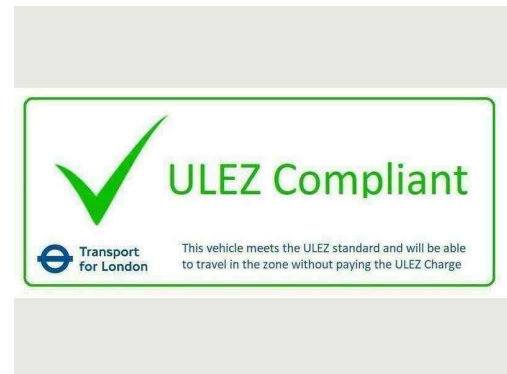 ULEZ Compliant
Transport
for London
This vehicle meets the ULEZ standard and will be able
to travel in the zone without paying the ULEZ Charge